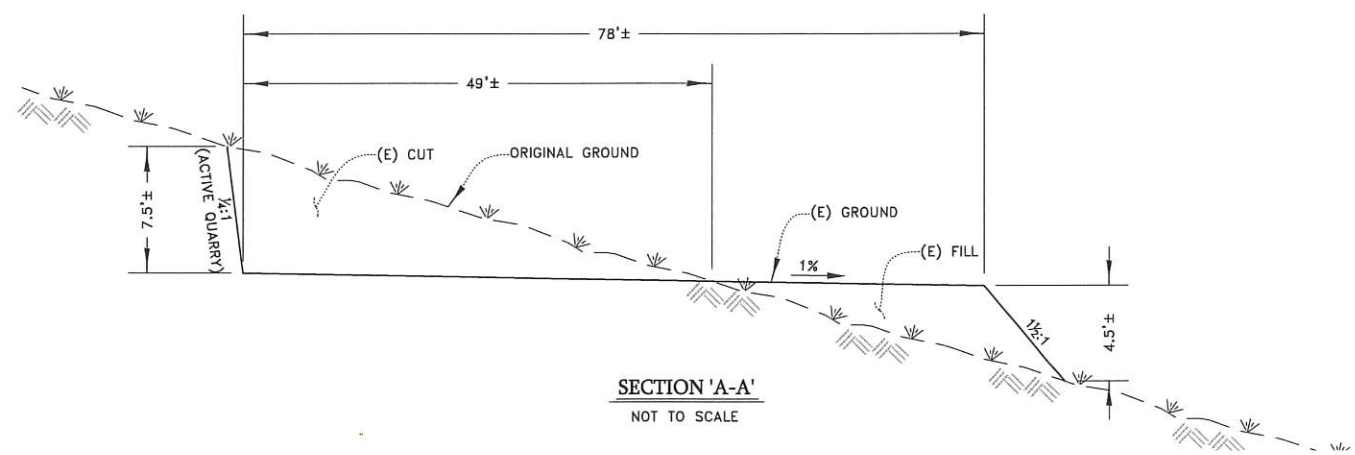 78'±
49'±
(E) CUT
ORIGINAL GROUND
7.5'±
¼:1
(ACTIVE QUARRY)
(E) GROUND
1%
(E) FILL
1½:1
4.5'±
SECTION 'A-A'
NOT TO SCALE